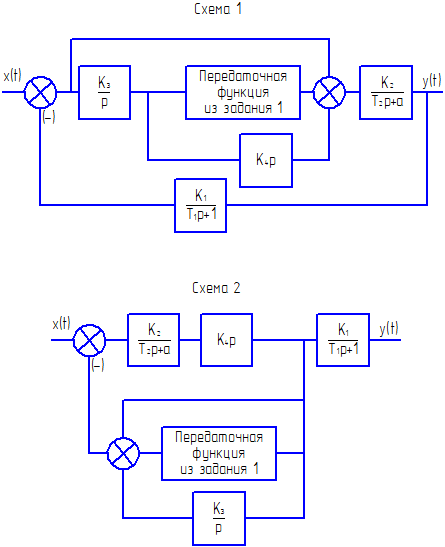 Схема 1
x(t)
y(t)
K₃
p
Передаточная
функция
из задания 1
K₂
T₂p+a
(-)
K₄p
K₁
T₁p+1
Схема 2
x(t)
y(t)
K₂
T₂p+a
K₄p
K₁
T₁p+1
(-)
Передаточная
функция
из задания 1
K₃
p